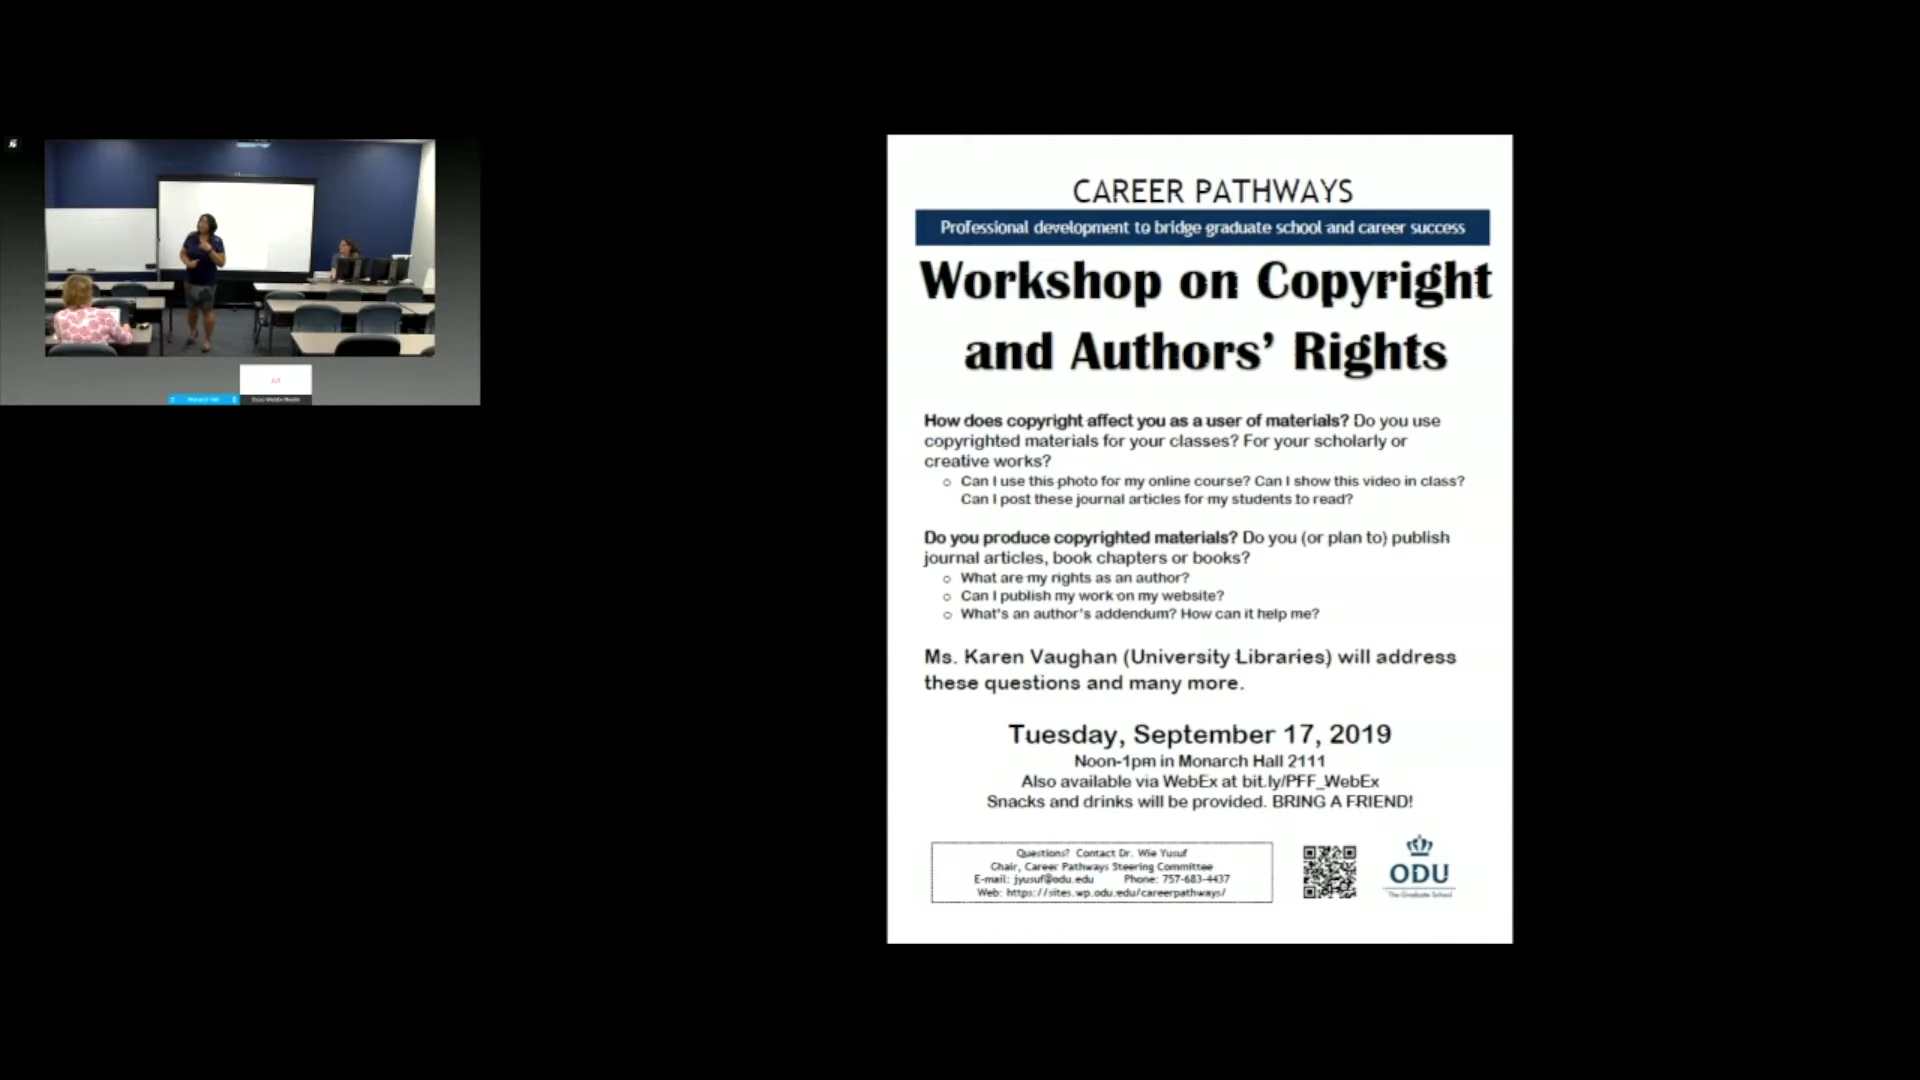 CAREER PATHWAYS
Professional development to bridge graduate school and career success
Workshop on Copyright
and Authors' Rights
How does copyright affect you as a user of materials? Do you use
copyrighted materials for your classes? For your scholarly or
creative works?
o Can I use this photo for my online course? Can I show this video in class?
Can I post these journal articles for my students to read?
Do you produce copyrighted materials? Do you (or plan to) publish
journal articles, book chapters or books?
o What are my rights as an author?
o Can I publish my work on my website?
o What's an author's addendum? How can it help me?
Ms. Karen Vaughan (University Libraries) will address
these questions and many more.
Tuesday, September 17, 2019
Noon-1pm in Monarch Hall 2111
Also available via WebEx at bit.ly/PFF_WebEx
Snacks and drinks will be provided. BRING A FRIEND!
Questions? Contact Dr. Wie Yusuf
Chair, Career Pathways Steering Committee
E-mail: jyusuf@odu.edu Phone: 757-683-4437
Web: https://sites.wp.odu.edu/careerpathways/
ODU
The Graduate School
Monarch Hall